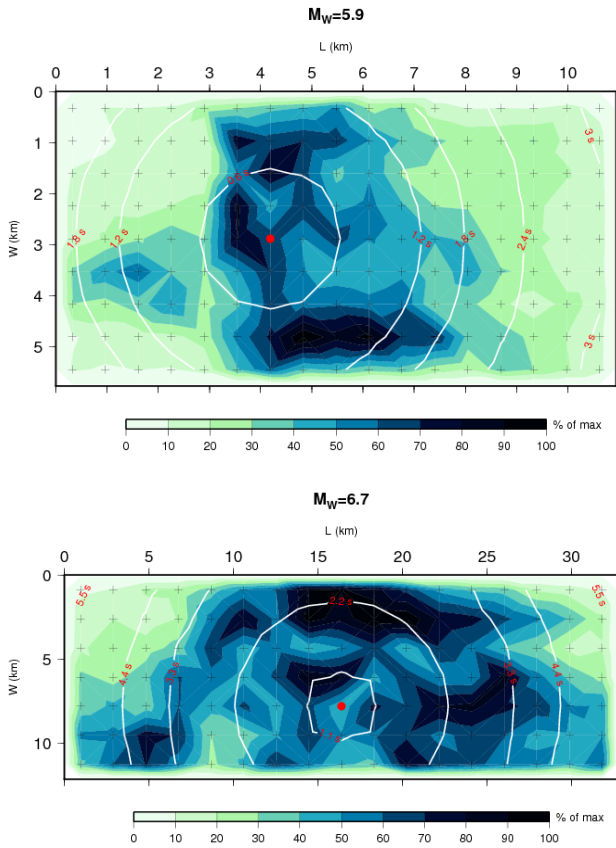 M_W=5.9
L (km)
0 1 2 3 4 5 6 7 8 9 10
W (km)
0
1
2
3
4
5
0.6 s
1.2 s
1.8 s
1.2 s
1.8 s
2.4 s
3 s
3 s
0 10 20 30 40 50 60 70 80 90 100
% of max
M_W=6.7
L (km)
0 5 10 15 20 25 30
W (km)
0
5
10
5.5 s
4.4 s
3.3 s
2.2 s
1.1 s
3.3 s
4.4 s
5.5 s
0 10 20 30 40 50 60 70 80 90 100
% of max